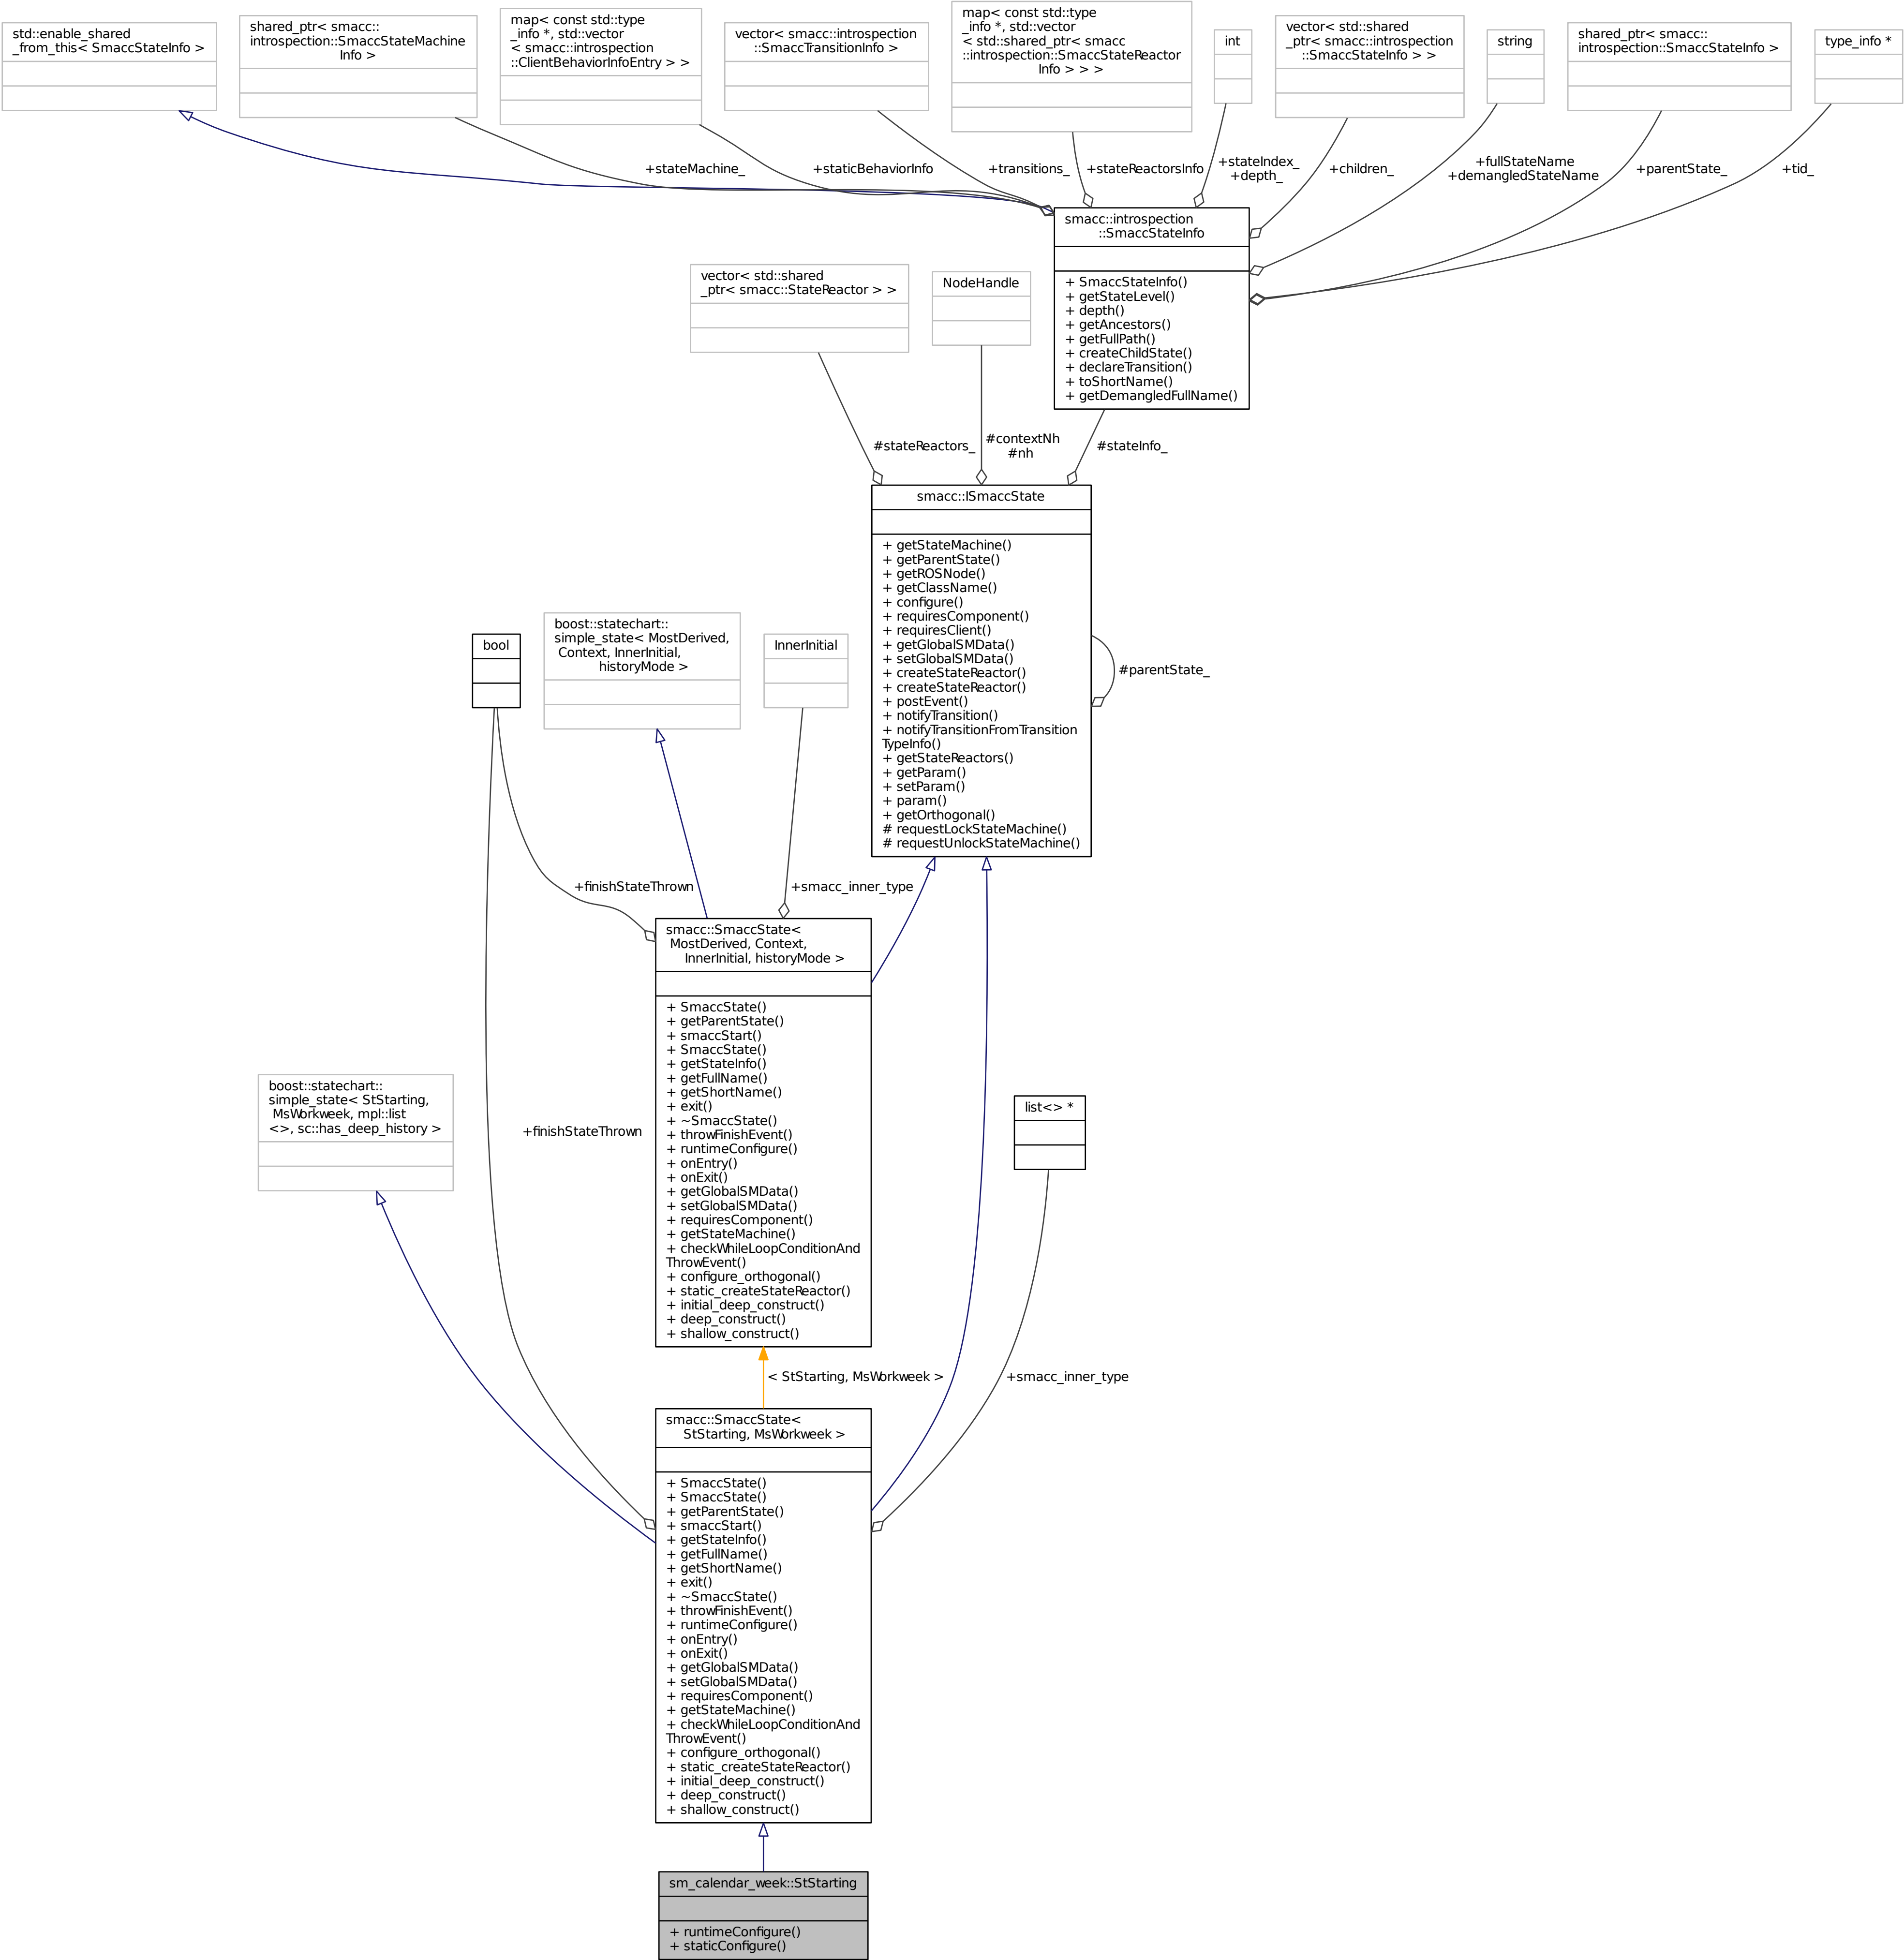 std::enable_shared
_from_this< SmaccStateInfo >
shared_ptr< smacc::
introspection::SmaccStateMachine
Info >
map< const std::type
_info *, std::vector
< smacc::introspection
::ClientBehaviorInfoEntry > >
vector< smacc::introspection
::SmaccTransitionInfo >
map< const std::type
_info *, std::vector
< std::shared_ptr< smacc
::introspection::SmaccStateReactor
Info > > >
int
vector< std::shared
_ptr< smacc::introspection
::SmaccStateInfo > >
string
shared_ptr< smacc::
introspection::SmaccStateInfo >
type_info *
+stateMachine_
+staticBehaviorInfo
+transitions_
+stateReactorsInfo
+stateIndex_
+depth_
+children_
+fullStateName
+demangledStateName
+parentState_
+tid_
smacc::introspection
::SmaccStateInfo
+ SmaccStateInfo()
+ getStateLevel()
+ depth()
+ getAncestors()
+ getFullPath()
+ createChildState()
+ declareTransition()
+ toShortName()
+ getDemangledFullName()
vector< std::shared
_ptr< smacc::StateReactor > >
NodeHandle
#stateReactors_
#contextNh
#nh
#stateInfo_
smacc::ISmaccState
+ getStateMachine()
+ getParentState()
+ getROSNode()
+ getClassName()
+ configure()
+ requiresComponent()
+ requiresClient()
+ getGlobalSMData()
+ setGlobalSMData()
+ createStateReactor()
+ createStateReactor()
+ postEvent()
+ notifyTransition()
+ notifyTransitionFromTransition
TypeInfo()
+ getStateReactors()
+ getParam()
+ setParam()
+ param()
+ getOrthogonal()
# requestLockStateMachine()
# requestUnlockStateMachine()
#parentState_
bool
boost::statechart::
simple_state< MostDerived,
Context, InnerInitial,
historyMode >
InnerInitial
+finishStateThrown
+smacc_inner_type
smacc::SmaccState<
MostDerived, Context,
InnerInitial, historyMode >
+ SmaccState()
+ getParentState()
+ smaccStart()
+ SmaccState()
+ getStateInfo()
+ getFullName()
+ getShortName()
+ exit()
+ ~SmaccState()
+ throwFinishEvent()
+ runtimeConfigure()
+ onEntry()
+ onExit()
+ getGlobalSMData()
+ setGlobalSMData()
+ requiresComponent()
+ getStateMachine()
+ checkWhileLoopConditionAnd
ThrowEvent()
+ configure_orthogonal()
+ static_createStateReactor()
+ initial_deep_construct()
+ deep_construct()
+ shallow_construct()
boost::statechart::
simple_state< StStarting,
MsWorkweek, mpl::list
<>, sc::has_deep_history >
+finishStateThrown
list<> *
< StStarting, MsWorkweek >
+smacc_inner_type
smacc::SmaccState<
StStarting, MsWorkweek >
+ SmaccState()
+ SmaccState()
+ getParentState()
+ smaccStart()
+ getStateInfo()
+ getFullName()
+ getShortName()
+ exit()
+ ~SmaccState()
+ throwFinishEvent()
+ runtimeConfigure()
+ onEntry()
+ onExit()
+ getGlobalSMData()
+ setGlobalSMData()
+ requiresComponent()
+ getStateMachine()
+ checkWhileLoopConditionAnd
ThrowEvent()
+ configure_orthogonal()
+ static_createStateReactor()
+ initial_deep_construct()
+ deep_construct()
+ shallow_construct()
sm_calendar_week::StStarting
+ runtimeConfigure()
+ staticConfigure()